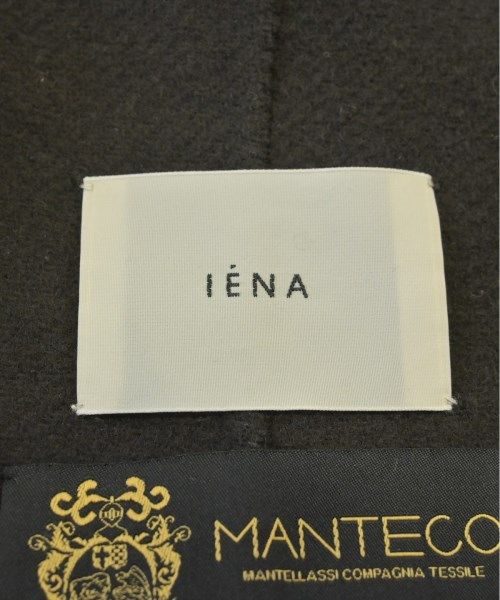 IÉNA
MANTECO
MANTELLASSI COMPAGNIA TESSILE